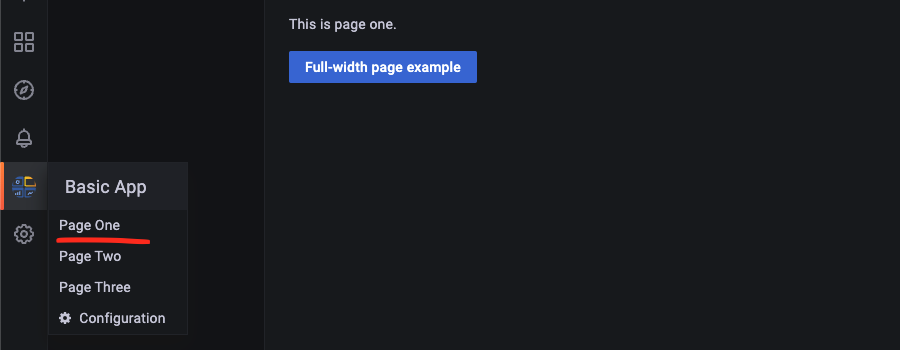 This is page one.
Full-width page example
Basic App
Page One
Page Two
Page Three
Configuration